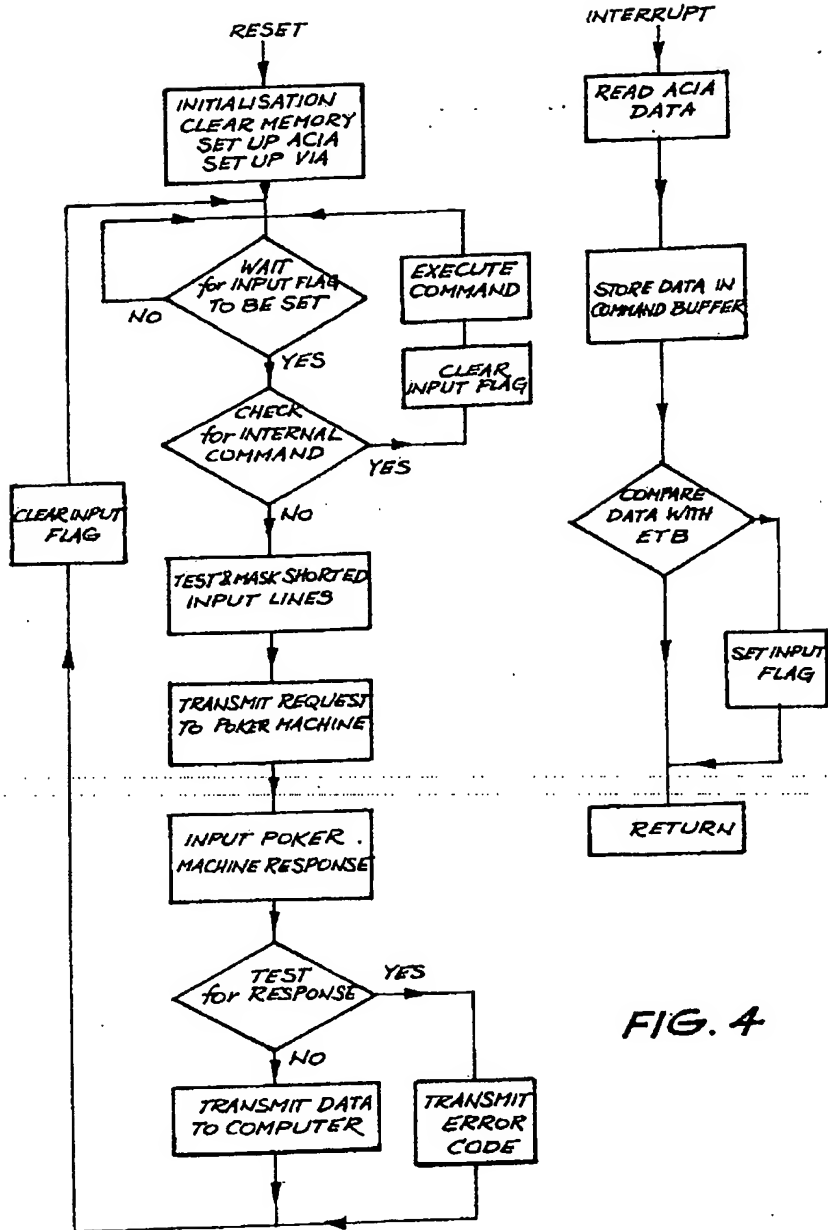 RESET
INITIALISATION
CLEAR MEMORY
SET UP ACIA
SET UP VIA
WAIT
for INPUT FLAG
TO BE SET
NO
YES
EXECUTE
COMMAND
CLEAR
INPUT FLAG
CHECK
for INTERNAL
COMMAND
YES
NO
CLEAR INPUT
FLAG
TEST & MASK SHORTED
INPUT LINES
TRANSMIT REQUEST
TO POKER MACHINE
INPUT POKER .
MACHINE RESPONSE
TEST
for RESPONSE
YES
NO
TRANSMIT DATA
TO COMPUTER
TRANSMIT
ERROR
CODE
INTERRUPT
READ ACIA
DATA
STORE DATA IN
COMMAND BUFFER
COMPARE
DATA WITH
ETB
SET INPUT
FLAG
RETURN
FIG. 4